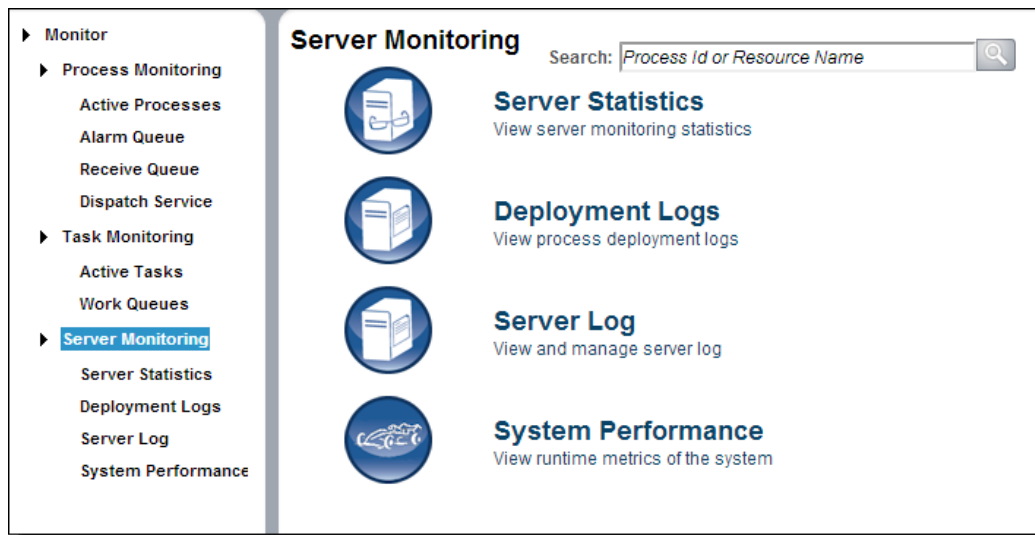 Monitor
Process Monitoring
Active Processes
Alarm Queue
Receive Queue
Dispatch Service
Task Monitoring
Active Tasks
Work Queues
Server Monitoring
Server Statistics
Deployment Logs
Server Log
System Performance
Server Monitoring
Search: Process Id or Resource Name
Server Statistics
View server monitoring statistics
Deployment Logs
View process deployment logs
Server Log
View and manage server log
System Performance
View runtime metrics of the system